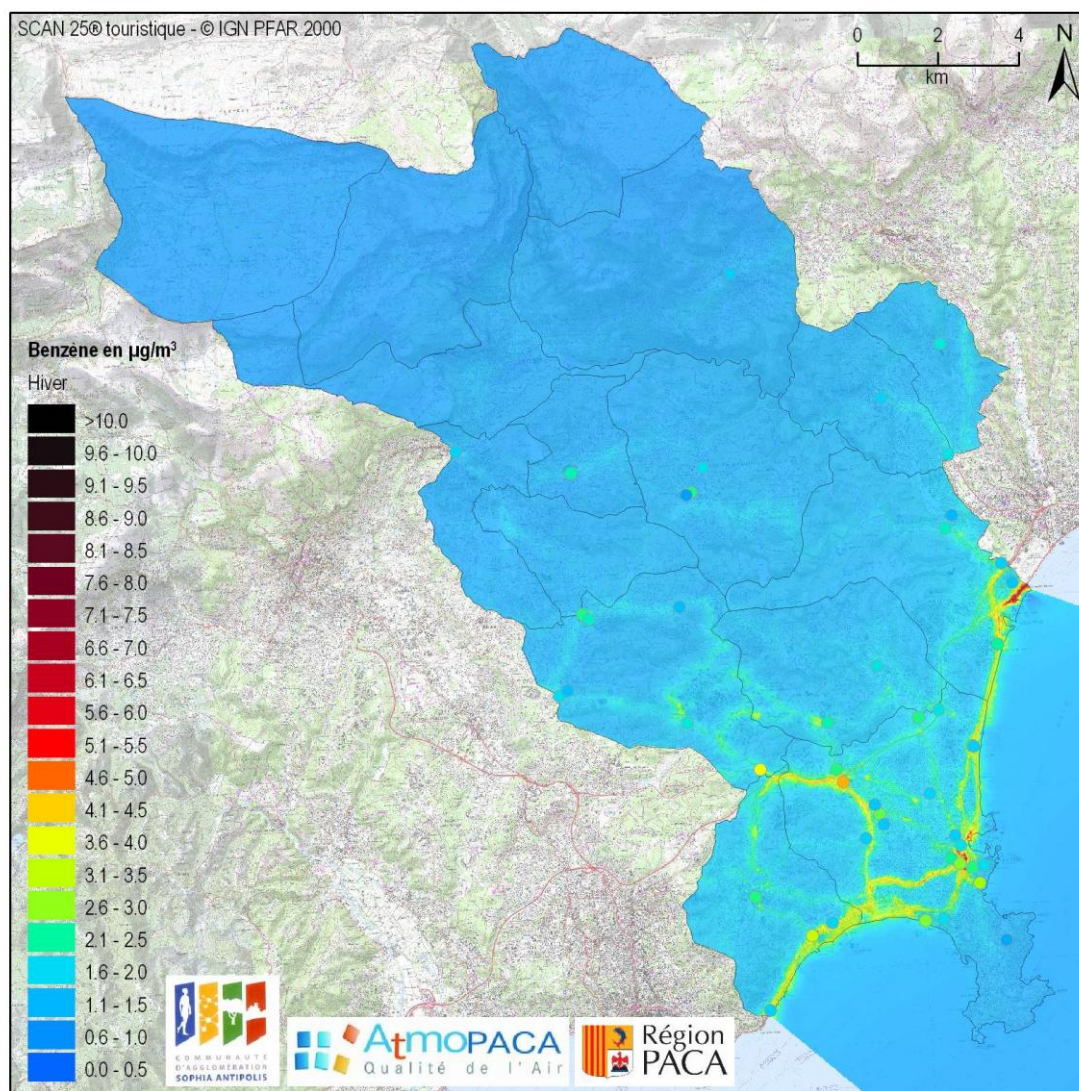 SCAN 25® touristique - © IGN PFAR 2000
0 2 4
km
N
Benzène en µg/m³
Hiver
>10.0
9.6 - 10.0
9.1 - 9.5
8.6 - 9.0
8.1 - 8.5
7.6 - 8.0
7.1 - 7.5
6.6 - 7.0
6.1 - 6.5
5.6 - 6.0
5.1 - 5.5
4.6 - 5.0
4.1 - 4.5
3.6 - 4.0
3.1 - 3.5
2.6 - 3.0
2.1 - 2.5
1.6 - 2.0
1.1 - 1.5
0.6 - 1.0
0.0 - 0.5
COMMUNAUTE
D'AGGLOMÉRATION
SOPHIA ANTIPOLIS
AtmoPACA
Qualité de l'Air
Région
PACA